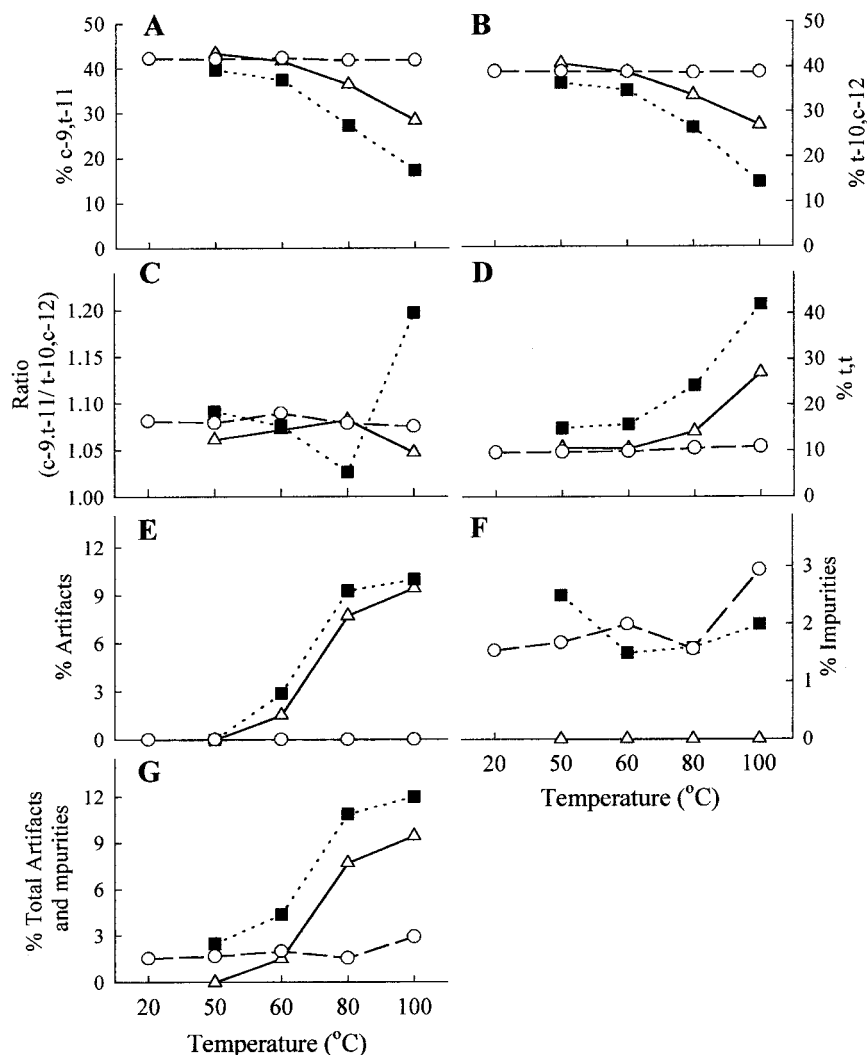 A
50
40
30
20
10
0
% c-9,t-11
B
50
40
30
20
10
0
% t-10,c-12
C
1.20
1.15
1.10
1.05
1.00
Ratio
(c-9.t-11/ t-10,c-12)
D
40
30
20
10
0
% t,t
E
12
9
6
3
0
% Artifacts
F
3
2
1
0
% Impurities
20 50 60 80 100
Temperature (°C)
G
12
9
6
3
0
% Total Artifacts
and mpurities
20 50 60 80 100
Temperature (°C)